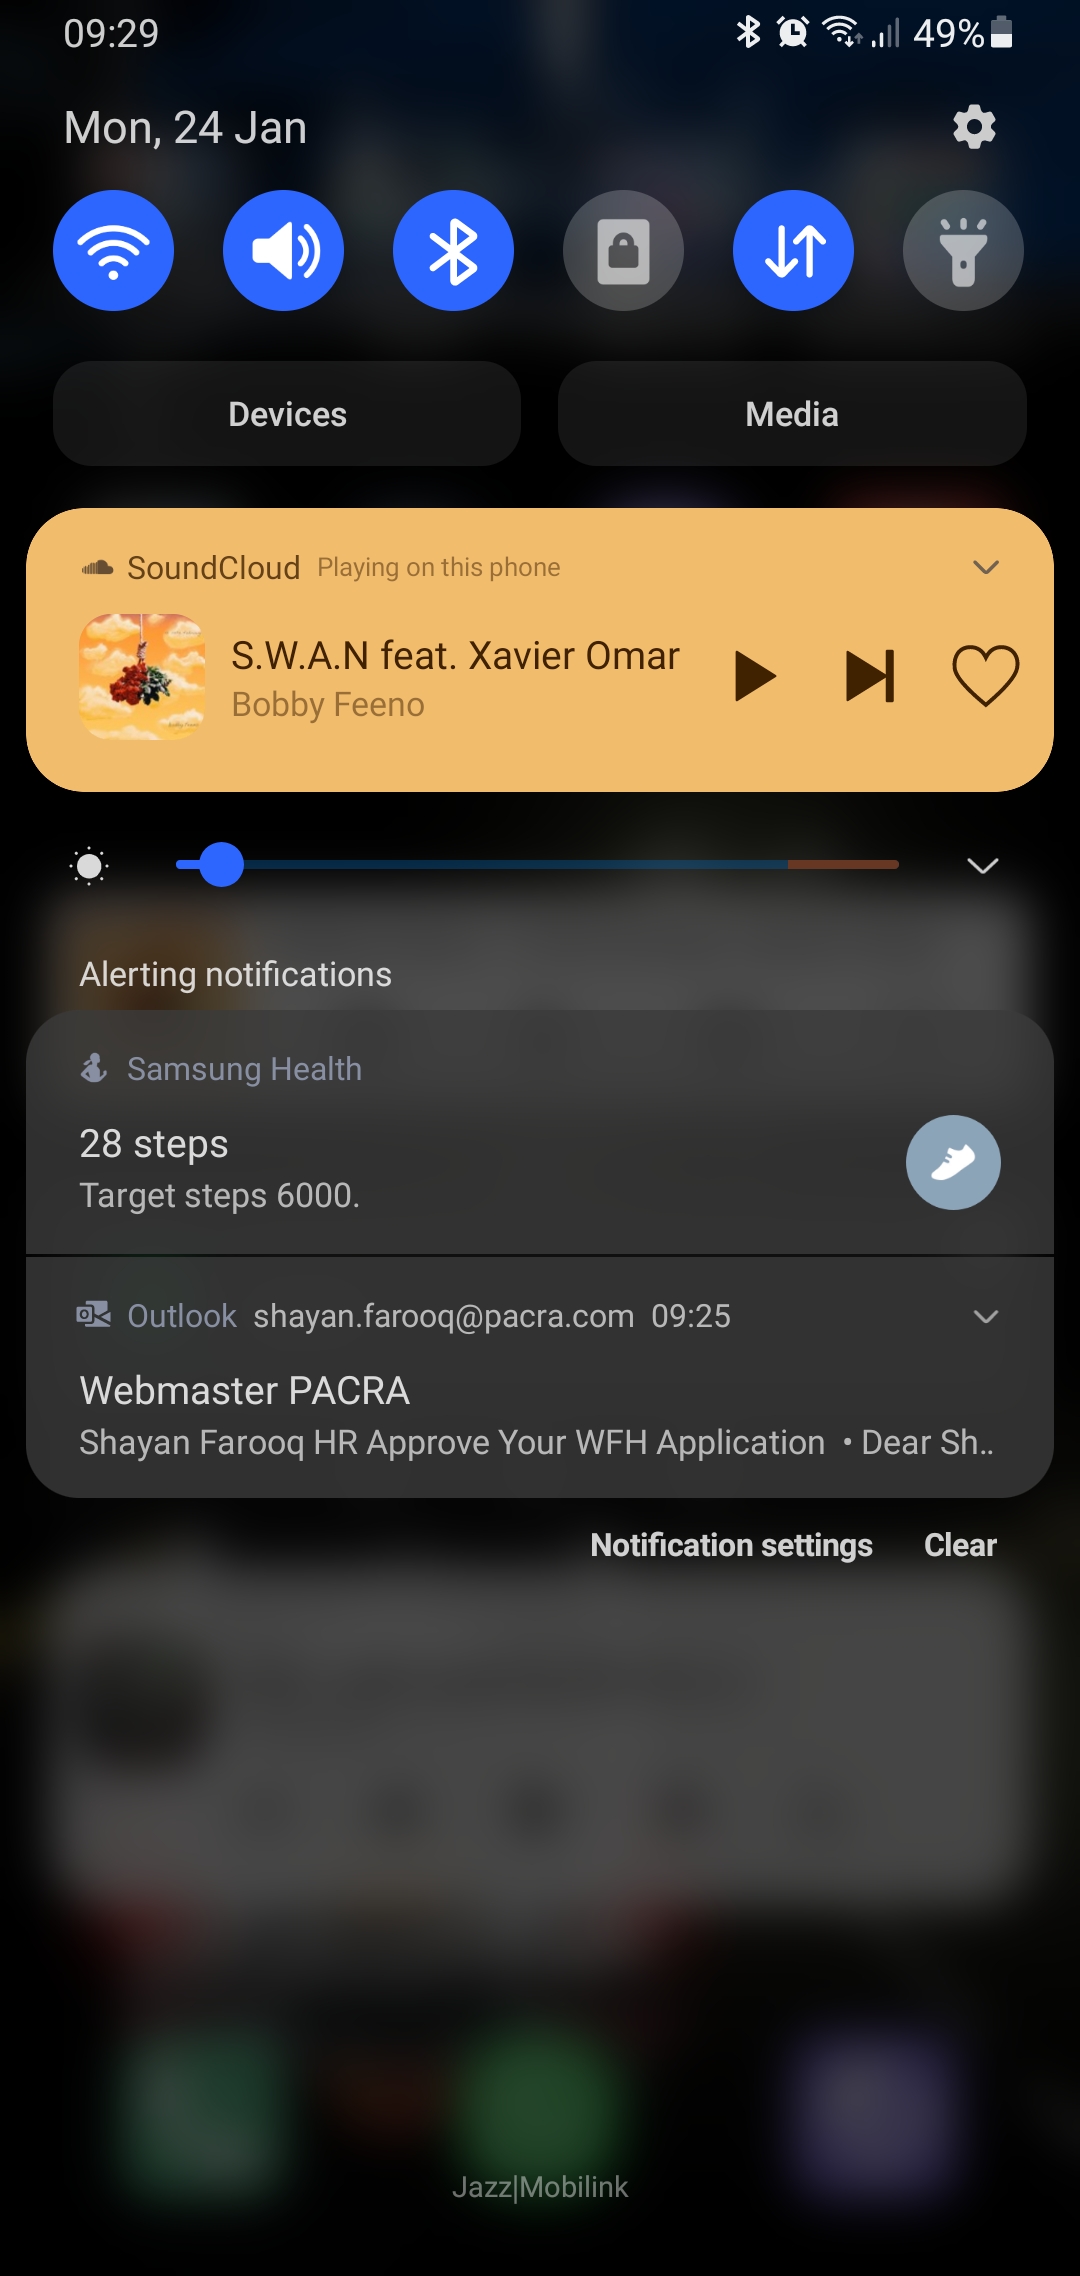 09:29
49%
Mon, 24 Jan
Devices
Media
SoundCloud Playing on this phone
S.W.A.N feat. Xavier Omar
Bobby Feeno
Alerting notifications
Samsung Health
28 steps
Target steps 6000.
Outlook shayan.farooq@pacra.com 09:25
Webmaster PACRA
Shayan Farooq HR Approve Your WFH Application • Dear Sh..
Notification settings Clear
Jazz|Mobilink